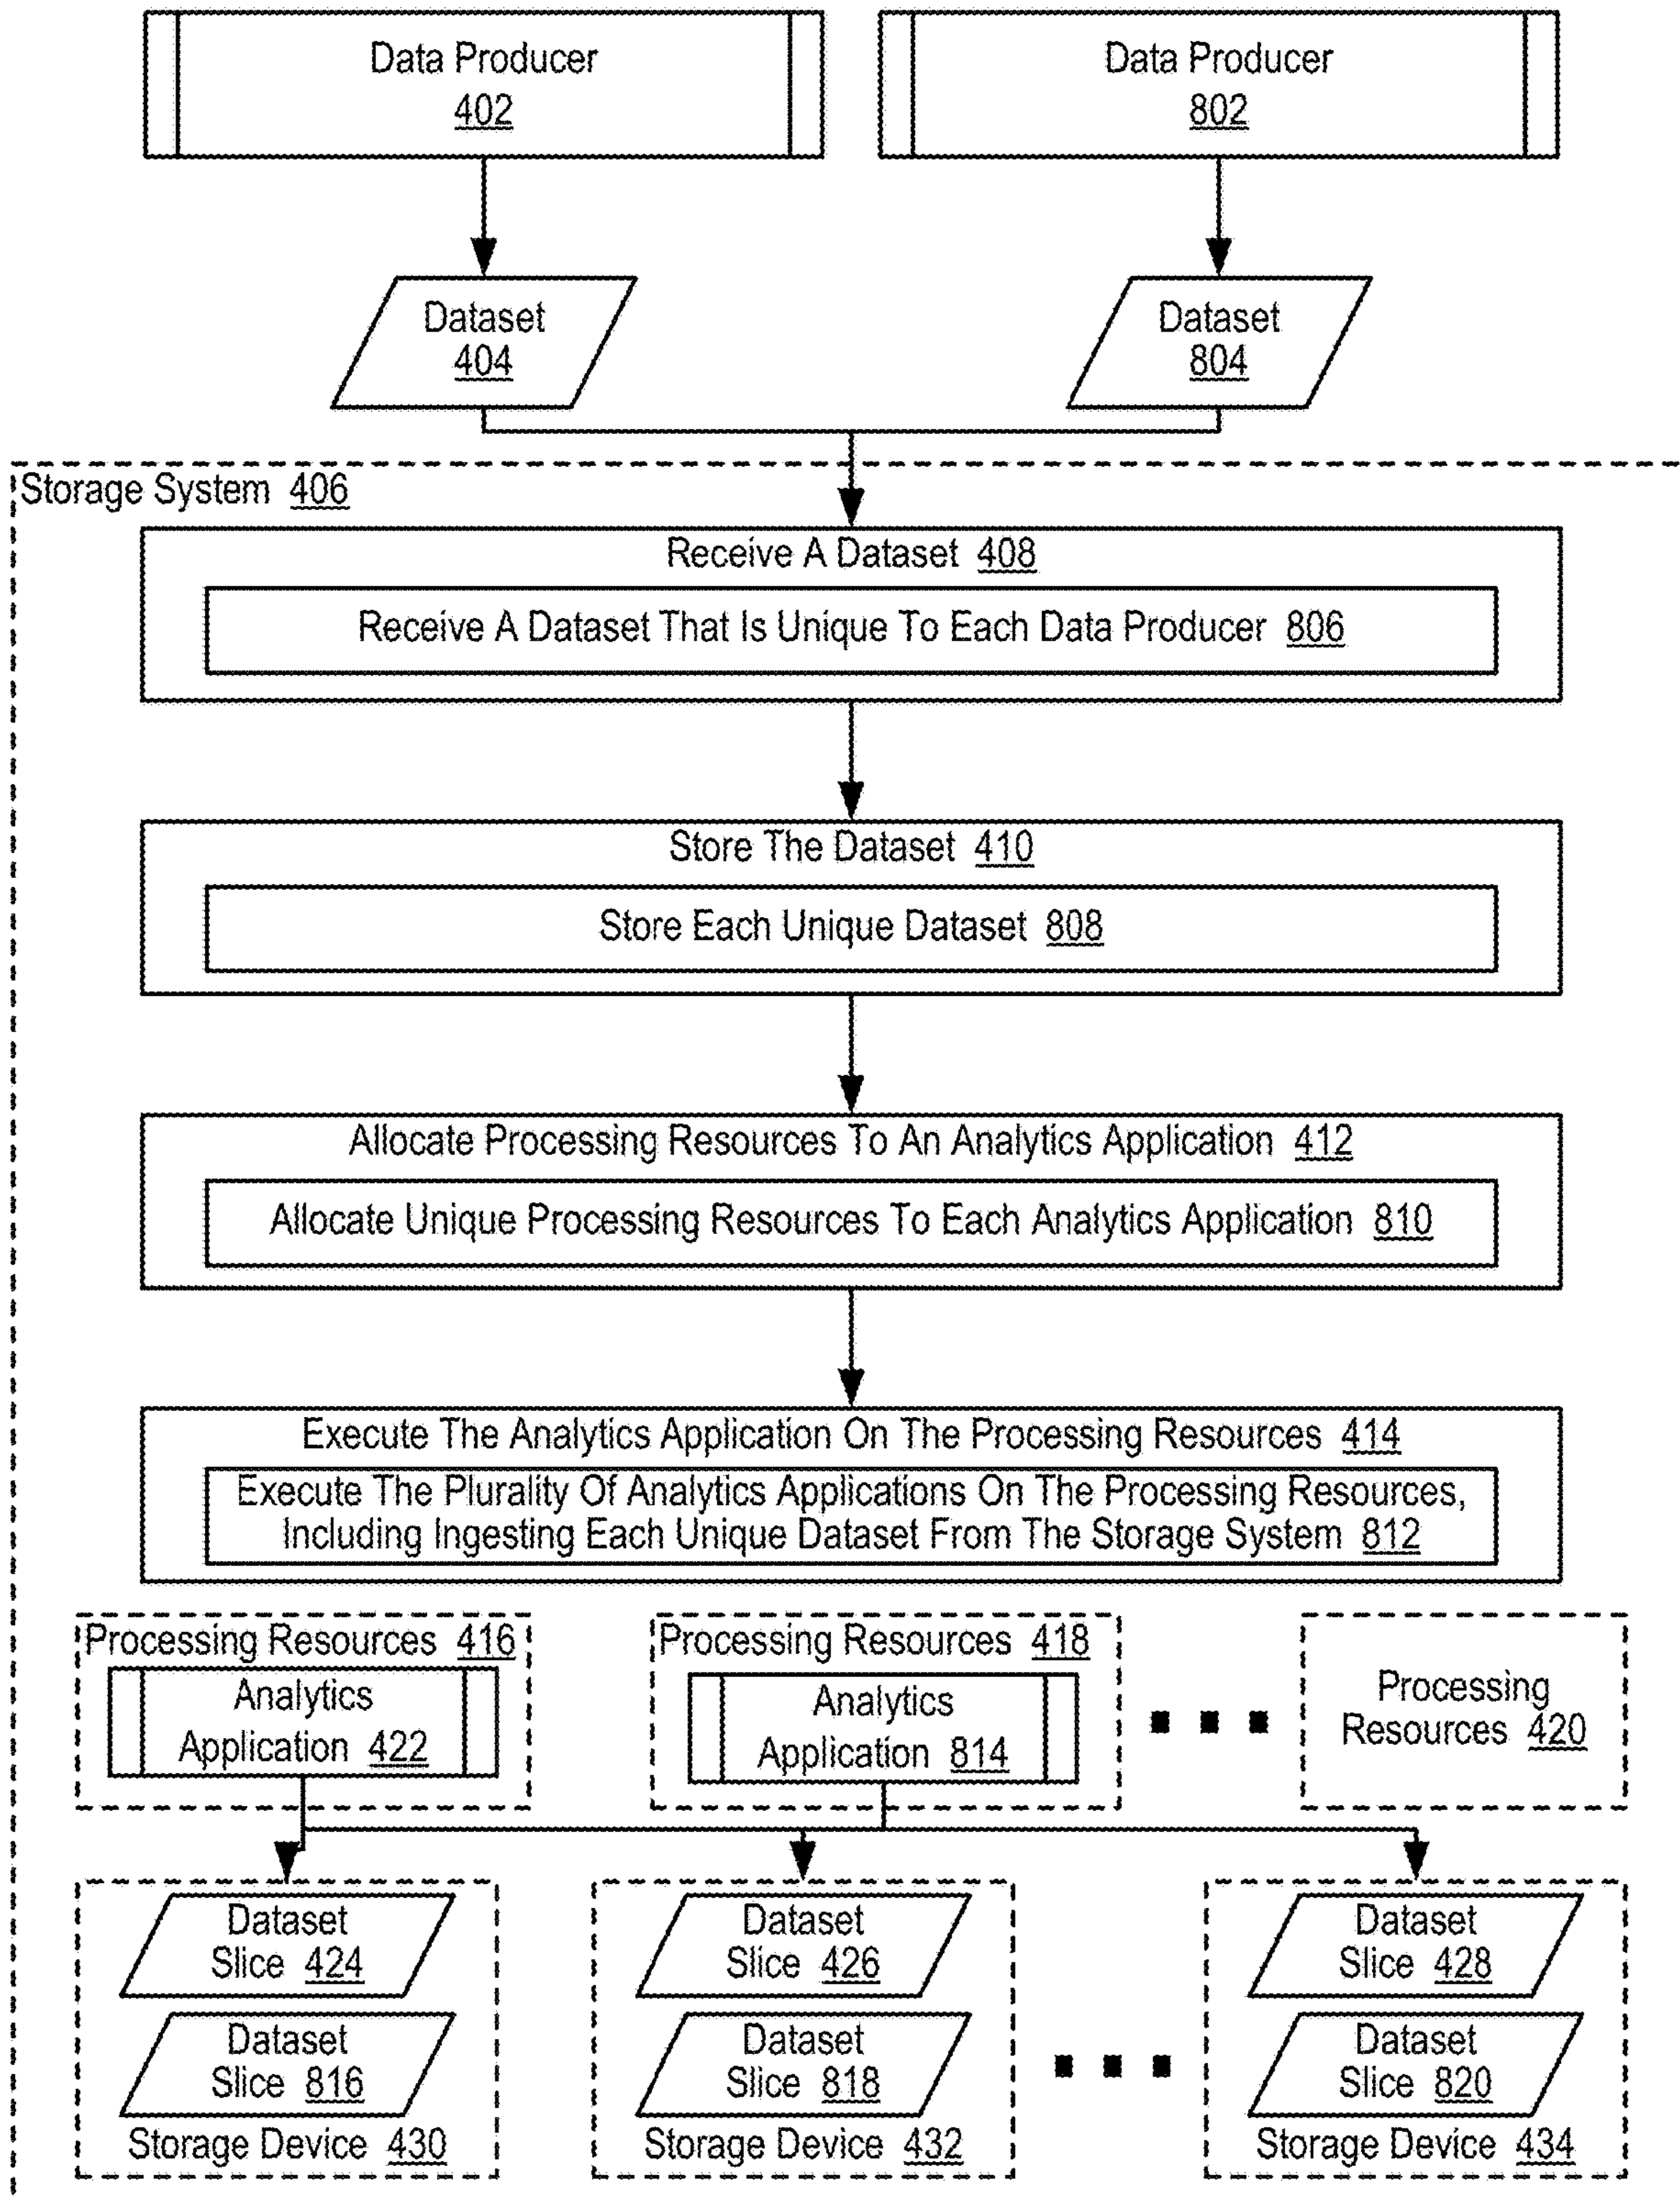 Data Producer
402
Data Producer
802
Dataset
404
Dataset
804
Storage System 406
Receive A Dataset 408
Receive A Dataset That Is Unique To Each Data Producer 806
Store The Dataset 410
Store Each Unique Dataset 808
Allocate Processing Resources To An Analytics Application 412
Allocate Unique Processing Resources To Each Analytics Application 810
Execute The Analytics Application On The Processing Resources 414
Execute The Plurality Of Analytics Applications On The Processing Resources,
Including Ingesting Each Unique Dataset From The Storage System 812
Processing Resources 416
Analytics
Application 422
Processing Resources 418
Analytics
Application 814
Processing
Resources 420
Dataset
Slice 424
Dataset
Slice 816
Storage Device 430
Dataset
Slice 426
Dataset
Slice 818
Storage Device 432
Dataset
Slice 428
Dataset
Slice 820
Storage Device 434